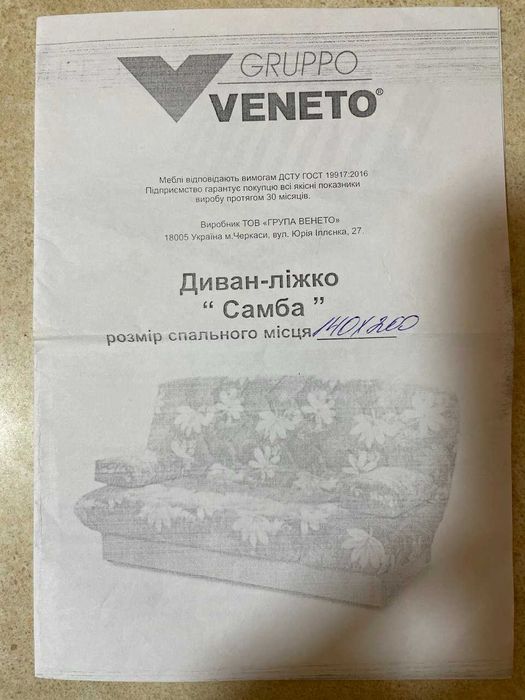 GRUPPO
VENETO®
Меблі відповідають вимогам ДСТУ ГОСТ 19917:2016
Підприємство гарантує покупцю всі якісні показники
виробу протягом 30 місяців.
Виробник ТОВ «ГРУПА ВЕНЕТО»
18005 Україна м.Черкаси, вул. Юрія Іллєнка, 27.
Диван-ліжко
“ Самба ”
розмір спального місця 140х200